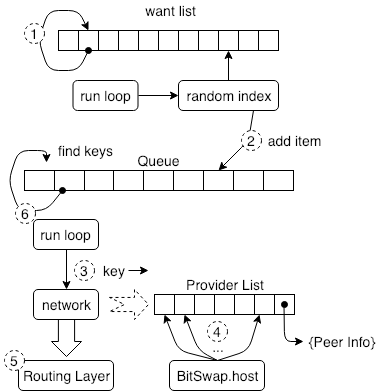 want list
1
run loop
random index
2 add item
find keys
Queue
6
run loop
3 key
Provider List
network
4
...
{Peer Info}
5
Routing Layer
BitSwap.host